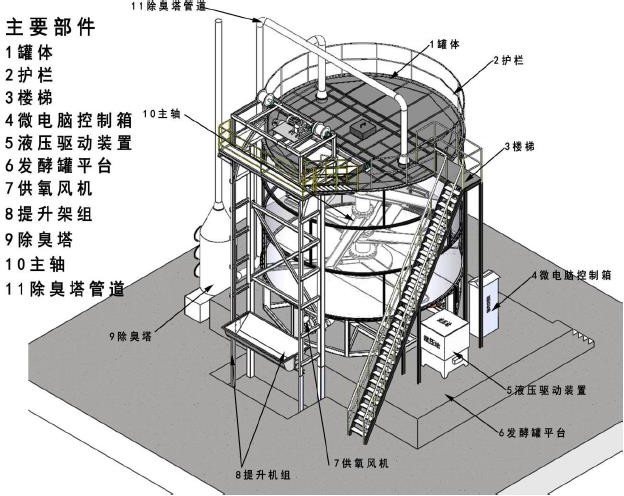 11除臭塔管道
主要部件
1罐体
2护栏
3楼梯
4微电脑控制箱
5液压驱动装置
6发酵罐平台
7供氧风机
8提升架组
9除臭塔
10主轴
11除臭塔管道
1罐体
2护栏
10主轴
3楼梯
4微电脑控制箱
9除臭塔
5液压驱动装置
6发酵罐平台
7供氧风机
8提升机组